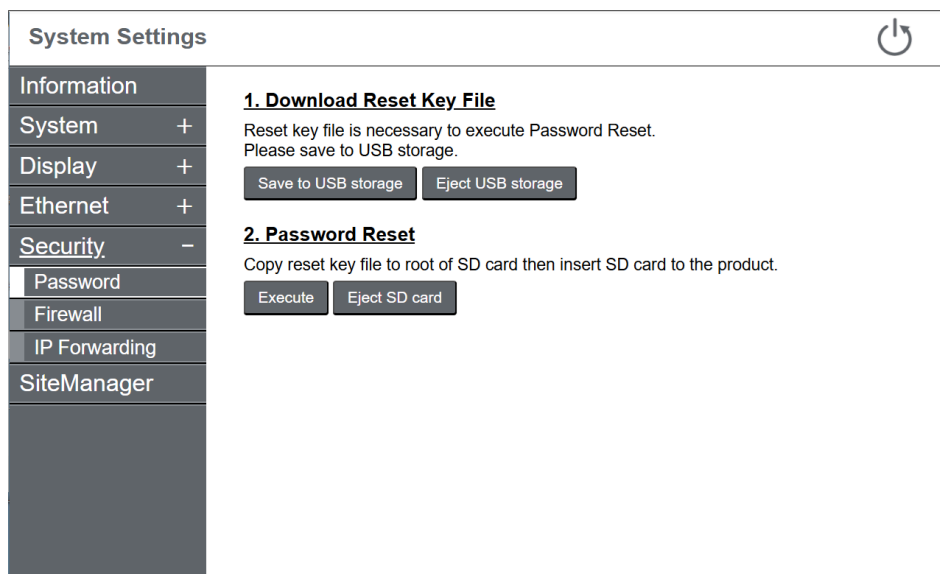 System Settings
Information
System +
Display +
Ethernet +
Security −
Password
Firewall
IP Forwarding
SiteManager
1. Download Reset Key File
Reset key file is necessary to execute Password Reset.
Please save to USB storage.
Save to USB storage Eject USB storage
2. Password Reset
Copy reset key file to root of SD card then insert SD card to the product.
Execute Eject SD card